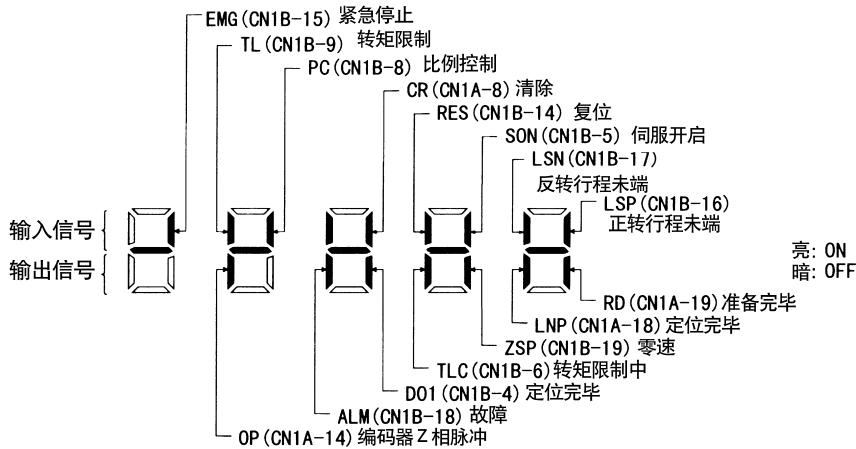 EMG(CN1B-15) 紧急停止
TL(CN1B-9) 转矩限制
PC(CN1B-8) 比例控制
CR(CN1A-8)清除
RES(CN1B-14) 复位
SON(CN1B-5) 伺服开启
LSN(CN1B-17)
反转行程未端
LSP(CN1B-16)
正转行程未端
输入信号
输出信号
亮: ON
暗: OFF
RD(CN1A-19)准备完毕
LNP(CN1A-18)定位完毕
ZSP(CN1B-19)零速
TLC(CN1B-6)转矩限制中
DO1(CN1B-4)定位完毕
ALM(CN1B-18)故障
OP(CN1A-14)编码器Z相脉冲